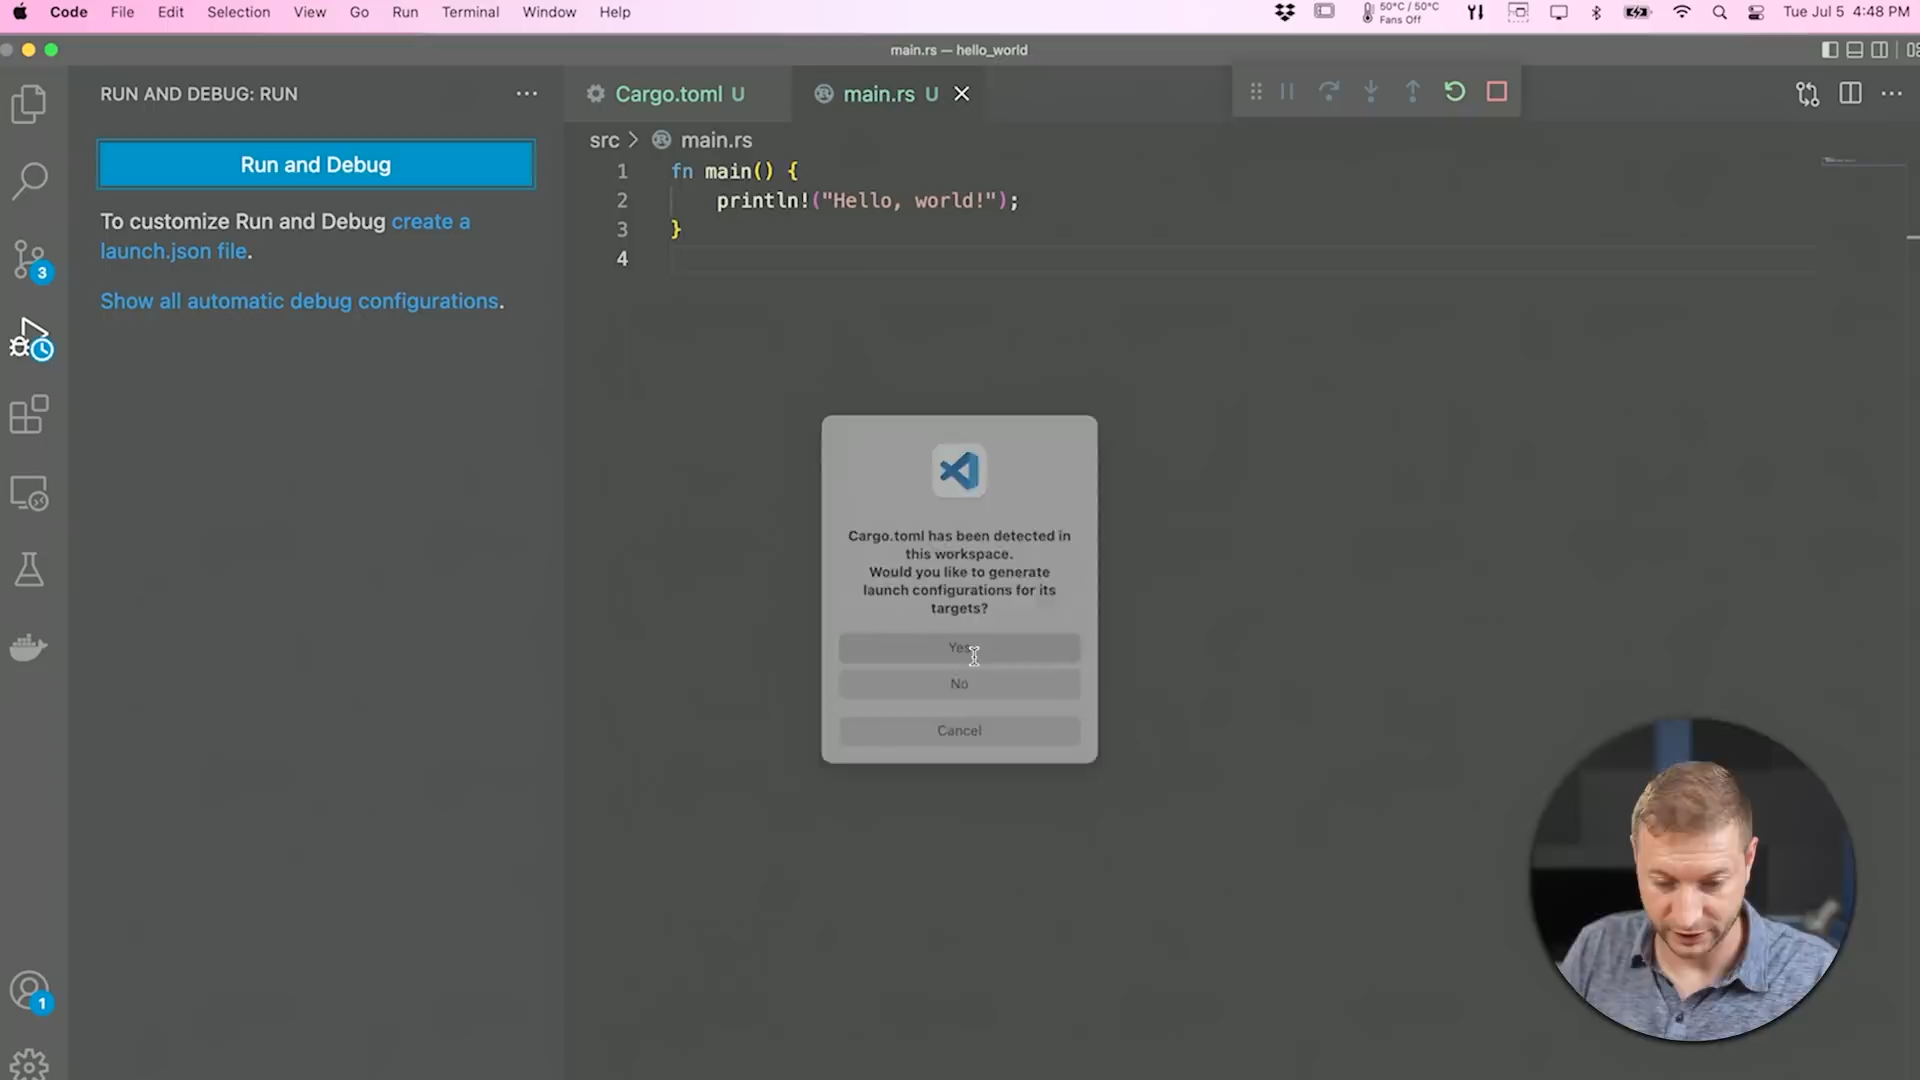 Code File Edit Selection View Go Run Terminal Window Help
50°C / 50°C
Fans Off
Tue Jul 5 4:48 PM
main.rs — hello_world
RUN AND DEBUG: RUN
Run and Debug
To customize Run and Debug create a
launch.json file.
Show all automatic debug configurations.
3
1
Cargo.toml U
main.rs U
src > main.rs
1 fn main() {
2 println!("Hello, world!");
3 }
4
Cargo.toml has been detected in
this workspace.
Would you like to generate
launch configurations for its
targets?
Yes
No
Cancel